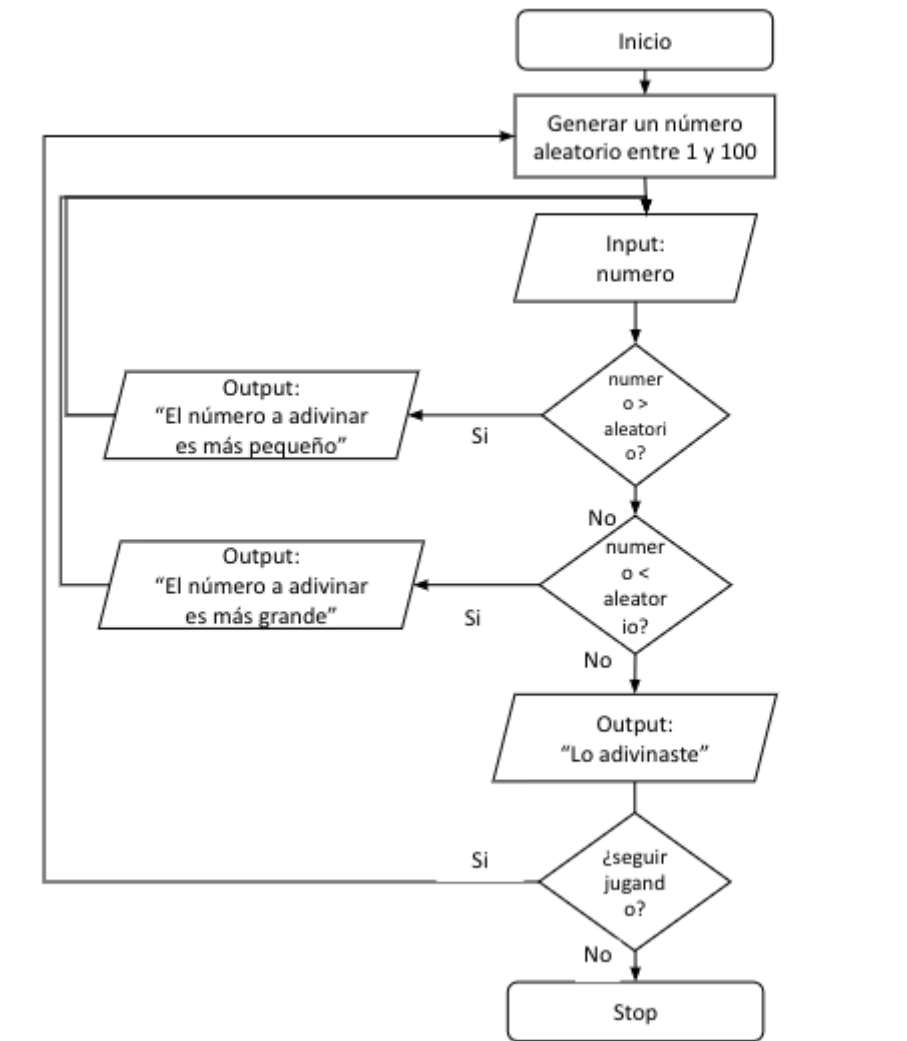 Inicio
Generar un número
aleatorio entre 1 y 100
Input:
numero
numer
o >
aleatori
o?
Si
Output:
“El número a adivinar
es más pequeño”
No
numer
o <
aleator
io?
Si
Output:
“El número a adivinar
es más grande”
No
Output:
“Lo adivinaste”
¿seguir
jugand
o?
Si
No
Stop